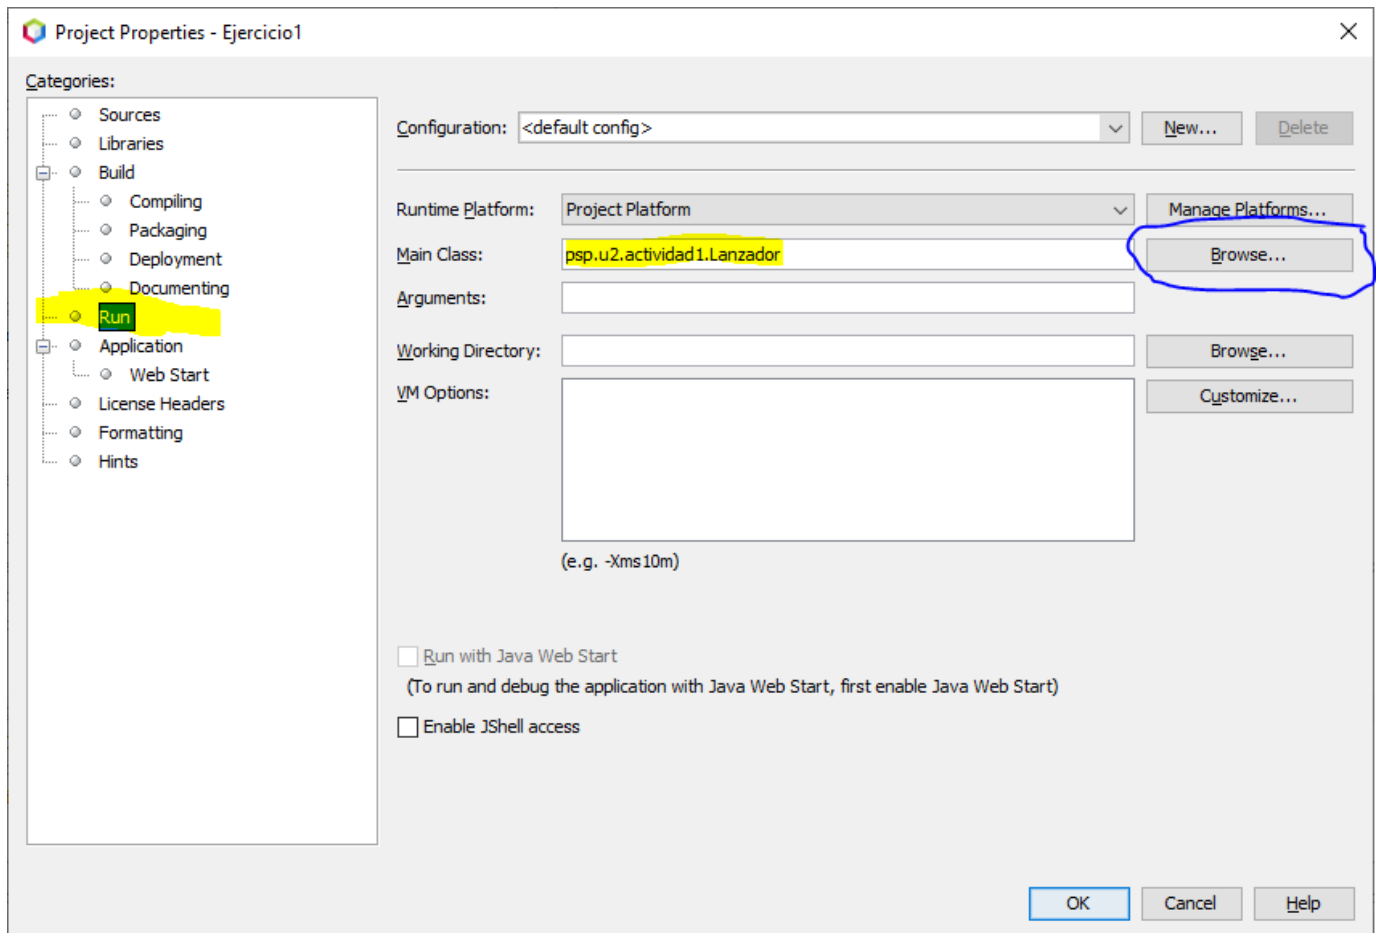 Project Properties - Ejercicio1
Categories:
Sources
Libraries
Build
Compiling
Packaging
Deployment
Documenting
Run
Application
Web Start
License Headers
Formatting
Hints
Configuration: <default config> New... Delete
Runtime Platform: Project Platform Manage Platforms...
Main Class: psp.u2.actividad1.Lanzador Browse...
Arguments:
Working Directory: Browse...
VM Options: Customize...
(e.g. -Xms10m)
Run with Java Web Start
(To run and debug the application with Java Web Start, first enable Java Web Start)
Enable JShell access
OK Cancel Help